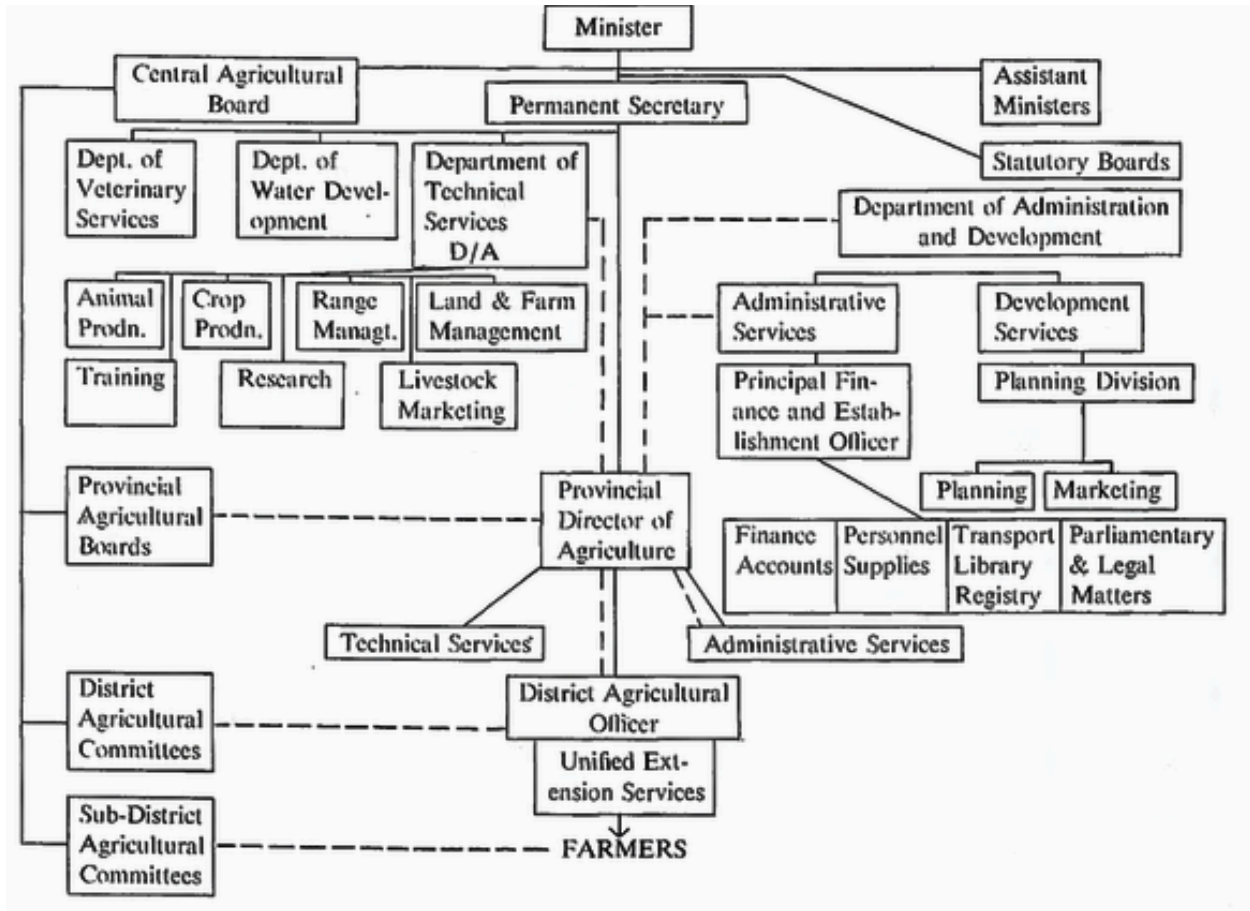 Minister
Central Agricultural
Board
Permanent Secretary
Assistant
Ministers
Dept. of
Veterinary
Services
Dept. of
Water Devel-
opment
Department of
Technical
Services
D/A
Statutory Boards
Department of Administration
and Development
Animal
Prodn.
Crop
Prodn.
Range
Managt.
Land & Farm
Management
Administrative
Services
Development
Services
Training
Research
Livestock
Marketing
Principal Fin-
ance and Estab-
lishment Officer
Planning Division
Planning
Marketing
Provincial
Agricultural
Boards
Provincial
Director of
Agriculture
Finance
Accounts
Personnel
Supplies
Transport
Library
Registry
Parliamentary
& Legal
Matters
Technical Services
Administrative Services
District
Agricultural
Committees
District Agricultural
Officer
Unified Ext-
ension Services
Sub-District
Agricultural
Committees
FARMERS